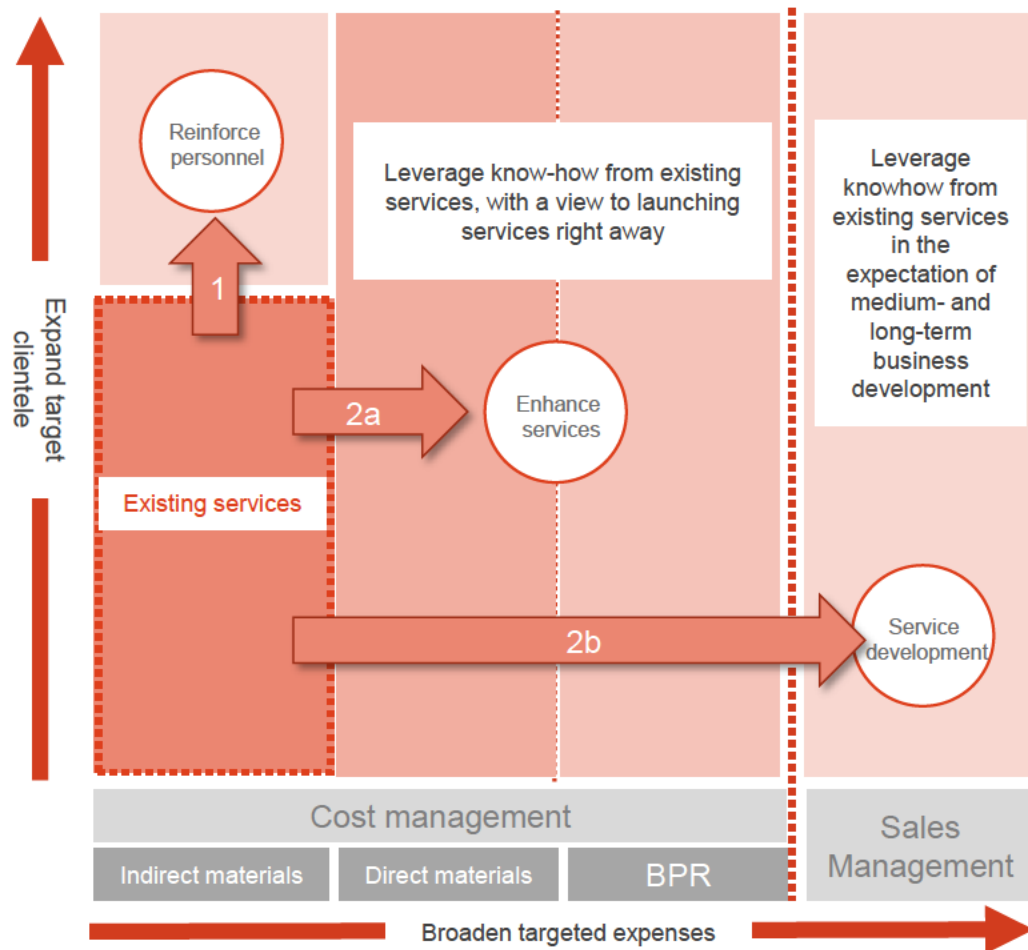 Reinforce
personnel
Leverage know-how from existing
services, with a view to launching
services right away
Leverage
knowhow from
existing services
in the
expectation of
medium- and
long-term
business
development
1
Expand target
clientele
2a
Enhance
services
Existing services
2b
Service
development
Cost management
Sales
Management
Indirect materials
Direct materials
BPR
Broaden targeted expenses